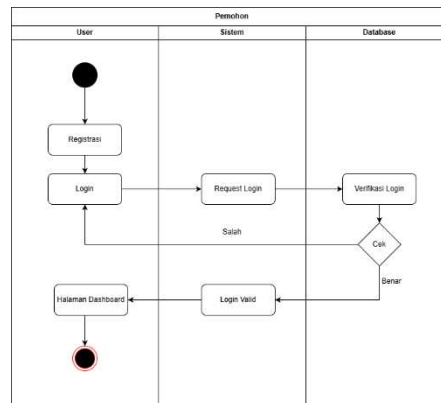 Pemohon
User
Sistem
Database
Registrasi
Login
Request Login
Verifikasi Login
Salah
Cek
Benar
Halaman Dashboard
Login Valid